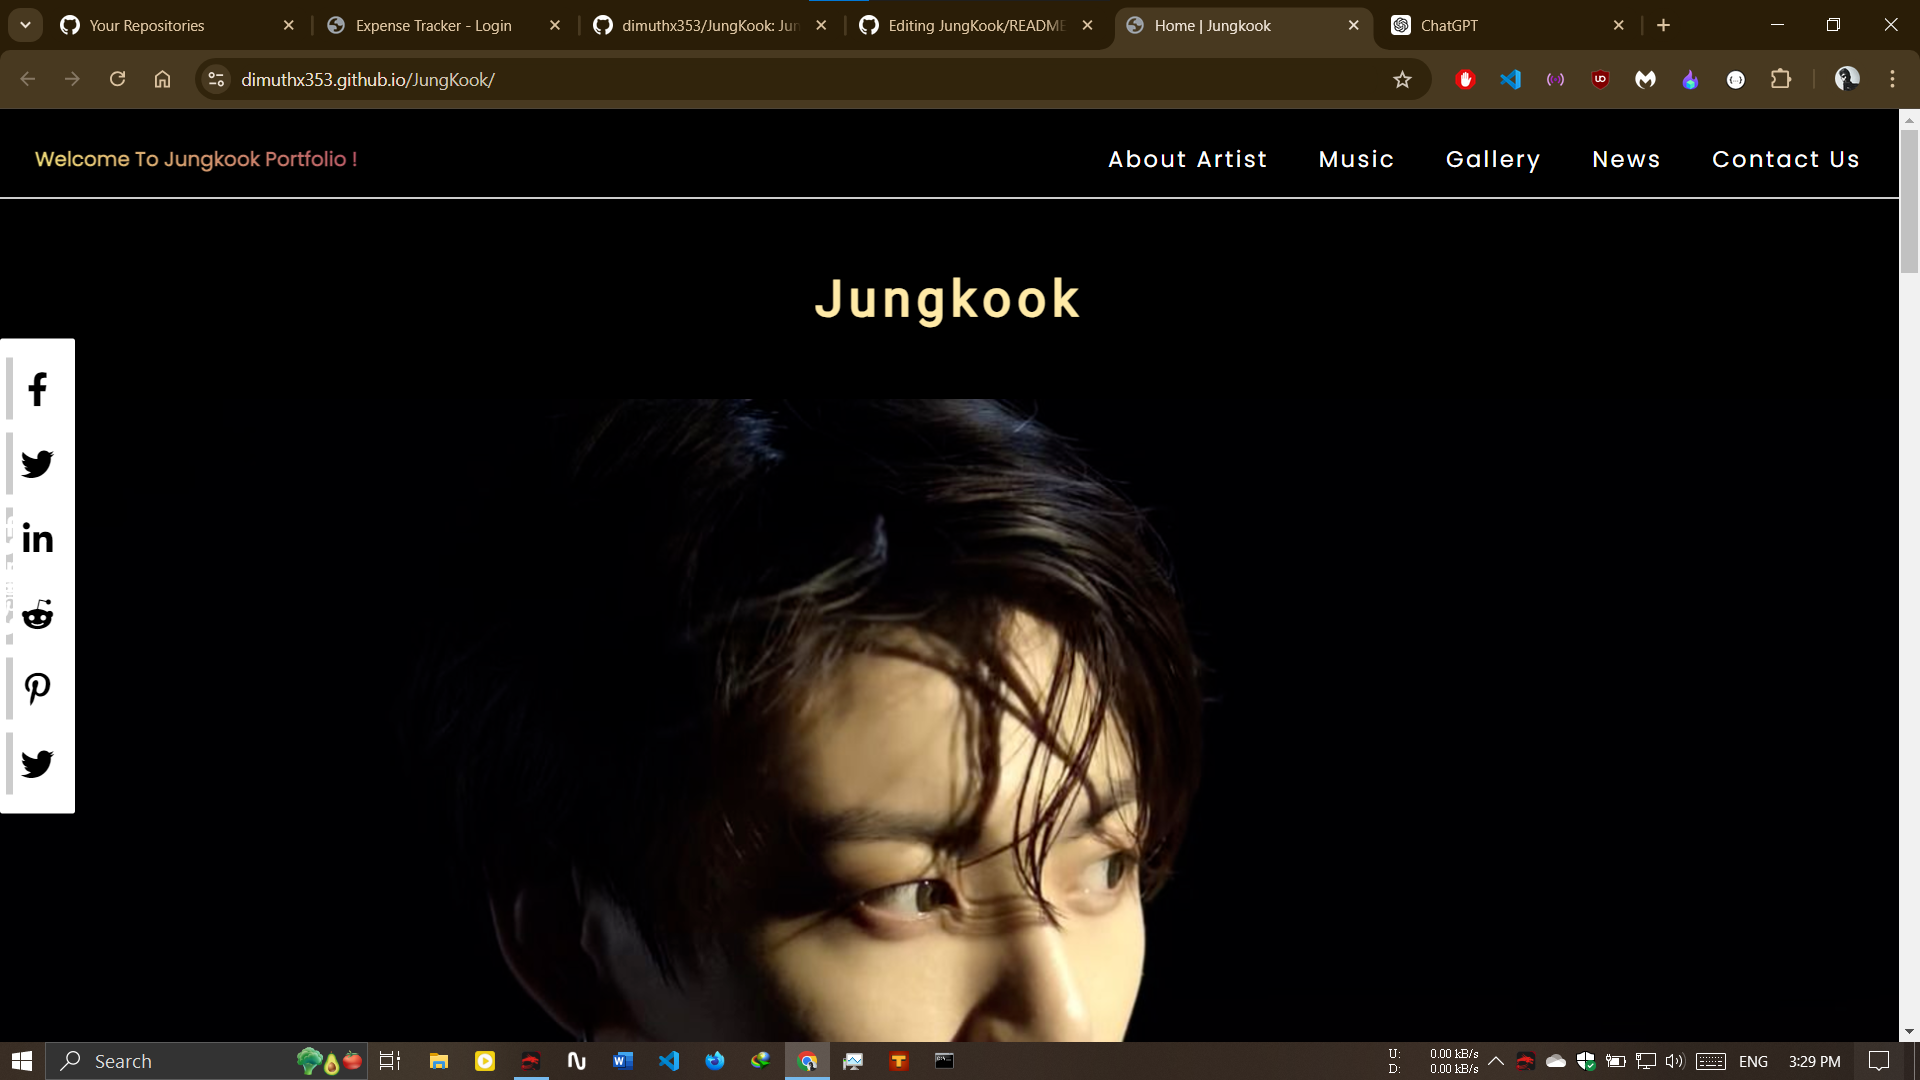 Your Repositories
Expense Tracker - Login
dimuthx353/JungKook: Jun
Editing JungKook/README
Home | Jungkook
ChatGPT
dimuthx353.github.io/JungKook/
Welcome To Jungkook Portfolio !
About Artist
Music
Gallery
News
Contact Us
Jungkook
Search
U: 0.00 kB/s
D: 0.00 kB/s
ENG
3:29 PM